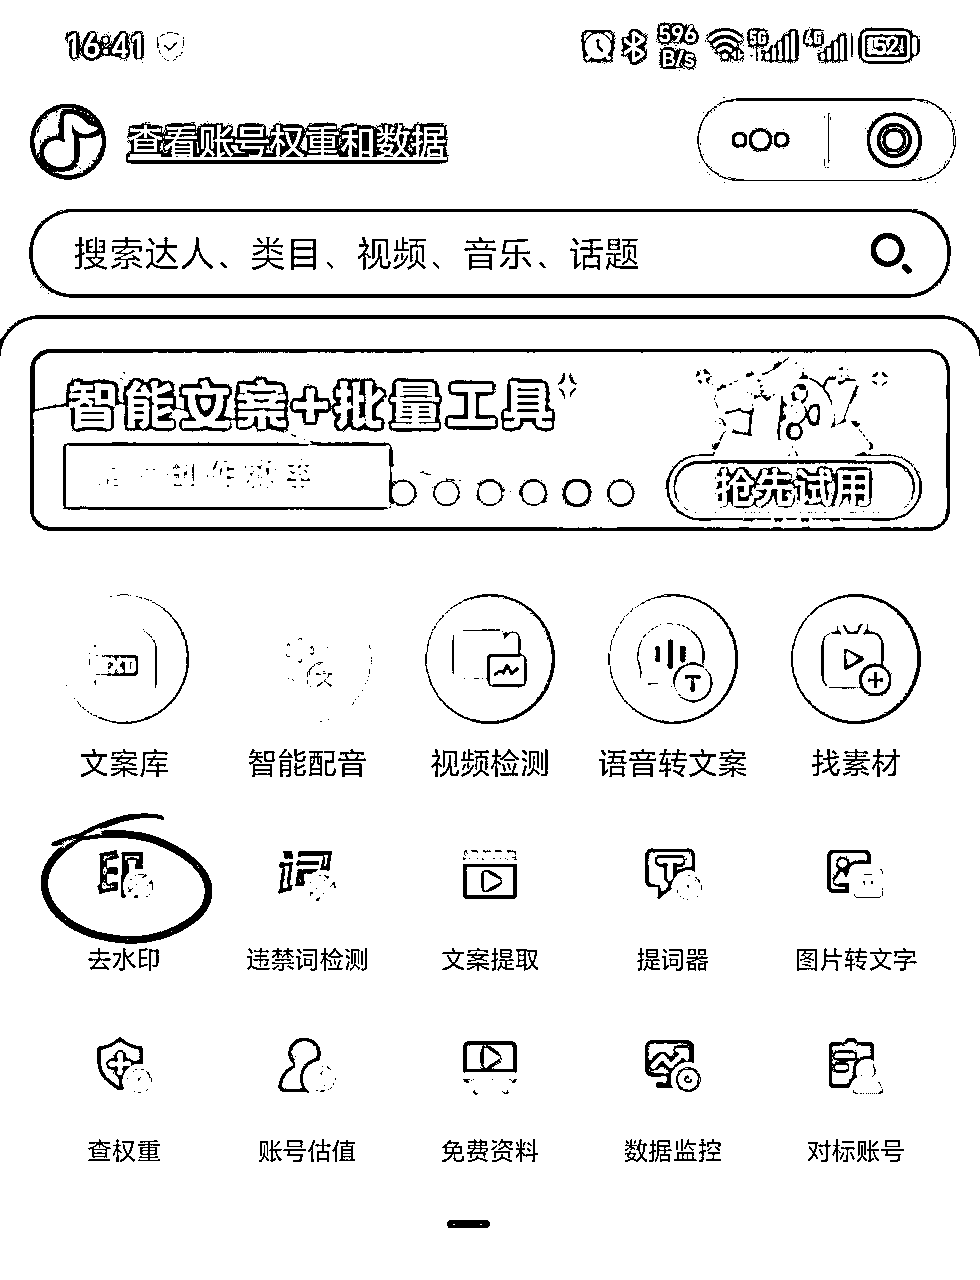 16:41 596 B/s 5G 4G 52
查看账号权重和数据
搜索达人、类目、视频、音乐、话题
智能文案+批量工具
创作效率
抢先试用
TEXT 文 T
文案库 智能配音 视频检测 语音转文案 找素材
印 词 T
去水印 违禁词检测 文案提取 提词器 图片转文字
查权重 账号估值 免费资料 数据监控 对标账号